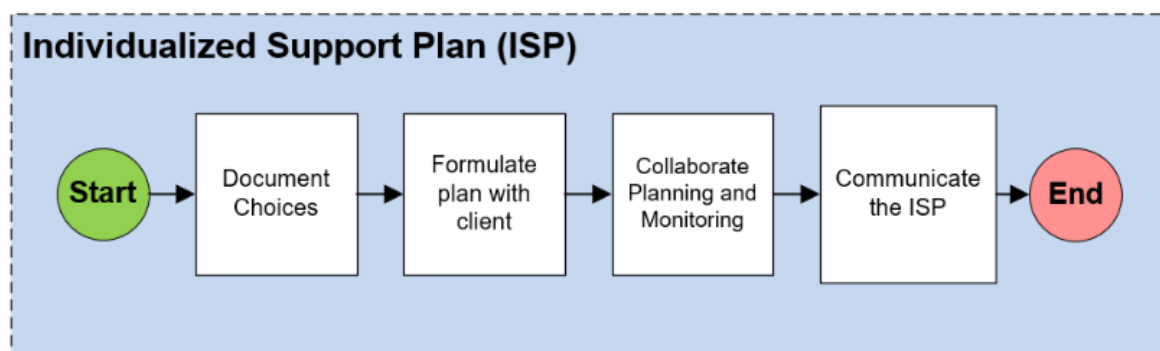 Individualized Support Plan (ISP)
Start
Document
Choices
Formulate
plan with
client
Collaborate
Planning and
Monitoring
Communicate
the ISP
End